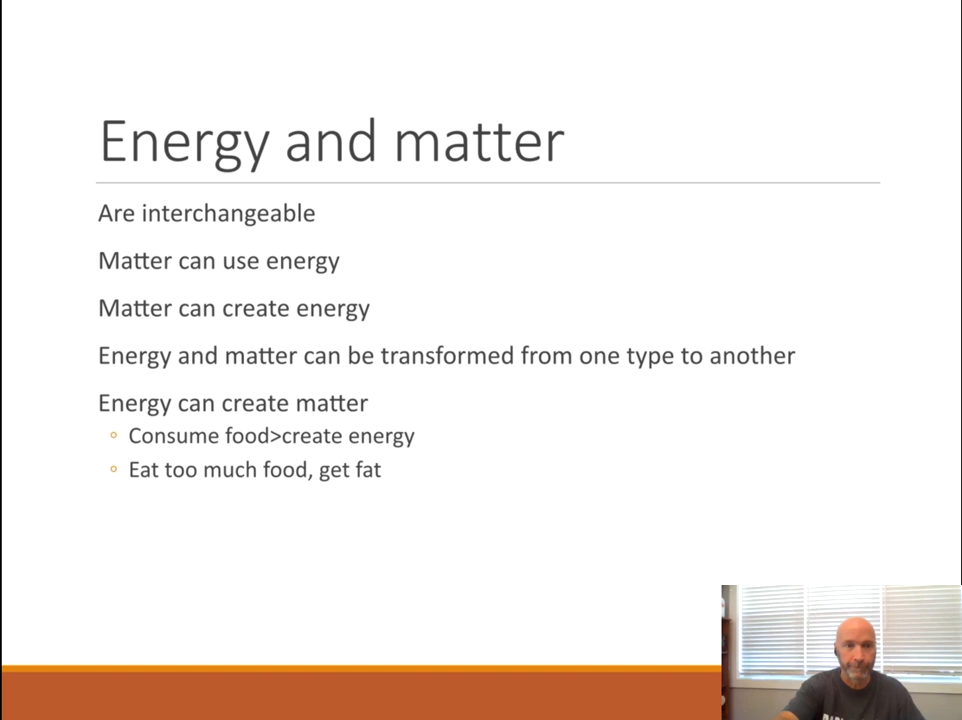 Energy and matter
Are interchangeable
Matter can use energy
Matter can create energy
Energy and matter can be transformed from one type to another
Energy can create matter
Consume food>create energy
Eat too much food, get fat